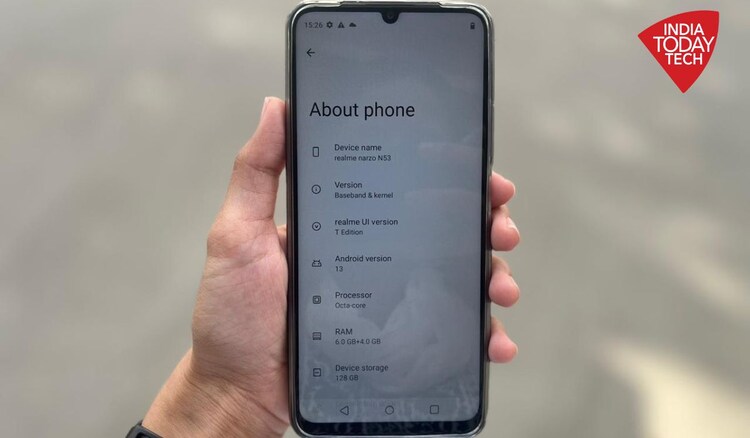 INDIA
TODAY
TECH
15:26
About phone
Device name
realme narzo N53
Version
Baseband & kernel
realme UI version
T Edition
Android version
13
Processor
Octa-core
RAM
6.0 GB+4.0 GB
Device storage
128 GB